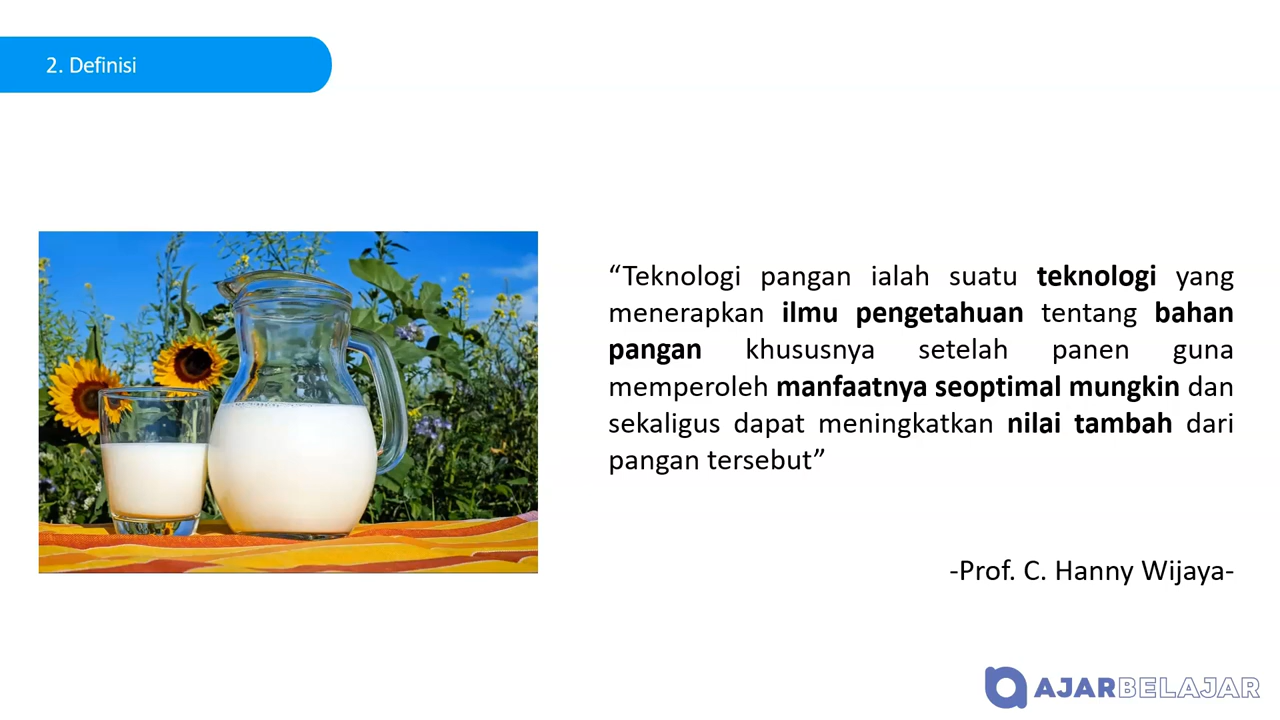 2. Definisi
“Teknologi pangan ialah suatu teknologi yang
menerapkan ilmu pengetahuan tentang bahan
pangan khususnya setelah panen guna
memperoleh manfaatnya seoptimal mungkin dan
sekaligus dapat meningkatkan nilai tambah dari
pangan tersebut”
-Prof. C. Hanny Wijaya-
AJARBELAJAR